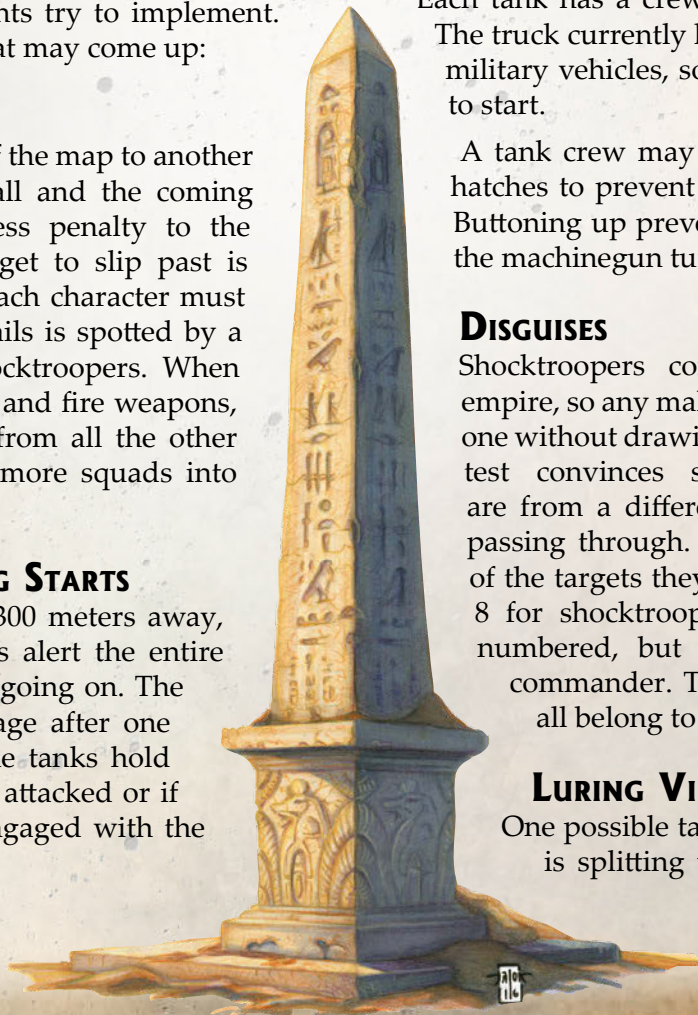 nts try to implement.
at may come up:
f the map to another
all and the coming
ess penalty to the
get to slip past is
ach character must
ails is spotted by a
ocktroopers. When
and fire weapons,
from all the other
more squads into
g Starts
300 meters away,
s alert the entire
going on. The
age after one
e tanks hold
attacked or if
ngaged with the
Each tank has a crew
The truck currently h
military vehicles, so
to start.
A tank crew may
hatches to prevent
Buttoning up preve
the machinegun tu
Disguises
Shocktroopers co
empire, so any mal
one without drawi
test convinces s
are from a differe
passing through.
of the targets they
8 for shocktroop
numbered, but
commander. T
all belong to
Luring Vi
One possible ta
is splitting